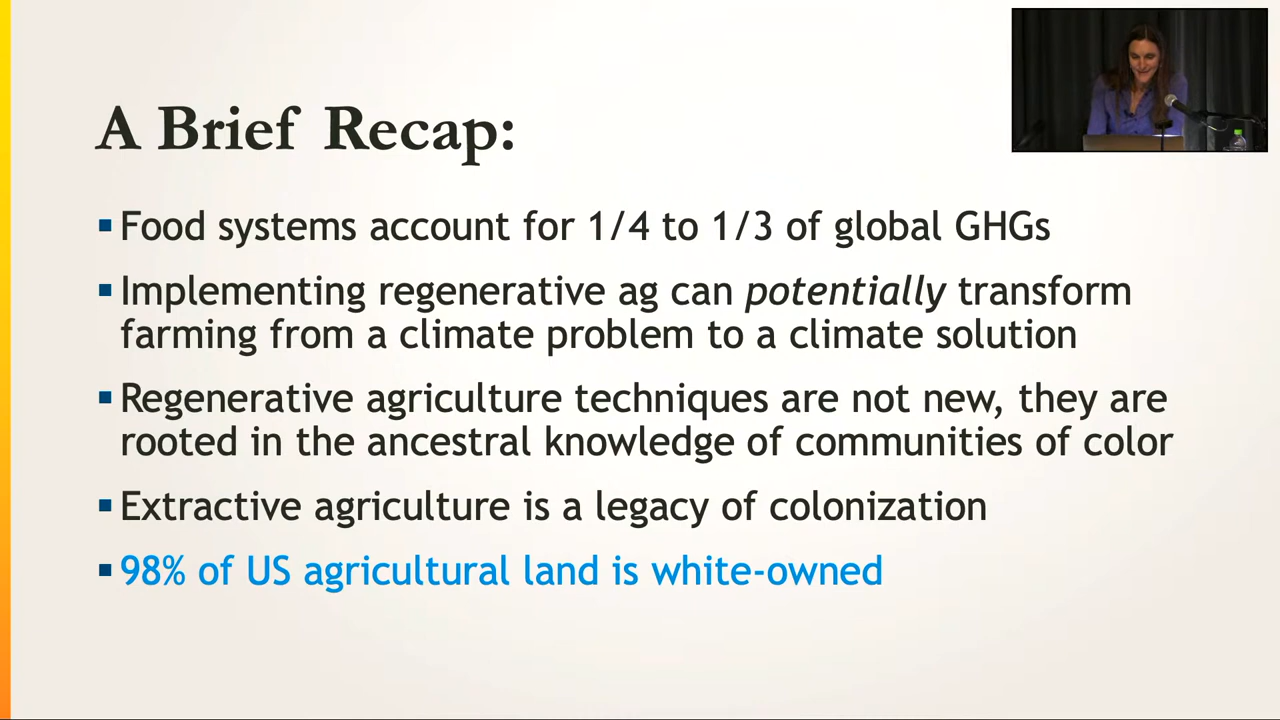 A Brief Recap:
▪Food systems account for 1/4 to 1/3 of global GHGs
▪Implementing regenerative ag can potentially transform
farming from a climate problem to a climate solution
▪Regenerative agriculture techniques are not new, they are
rooted in the ancestral knowledge of communities of color
▪Extractive agriculture is a legacy of colonization
▪98% of US agricultural land is white-owned